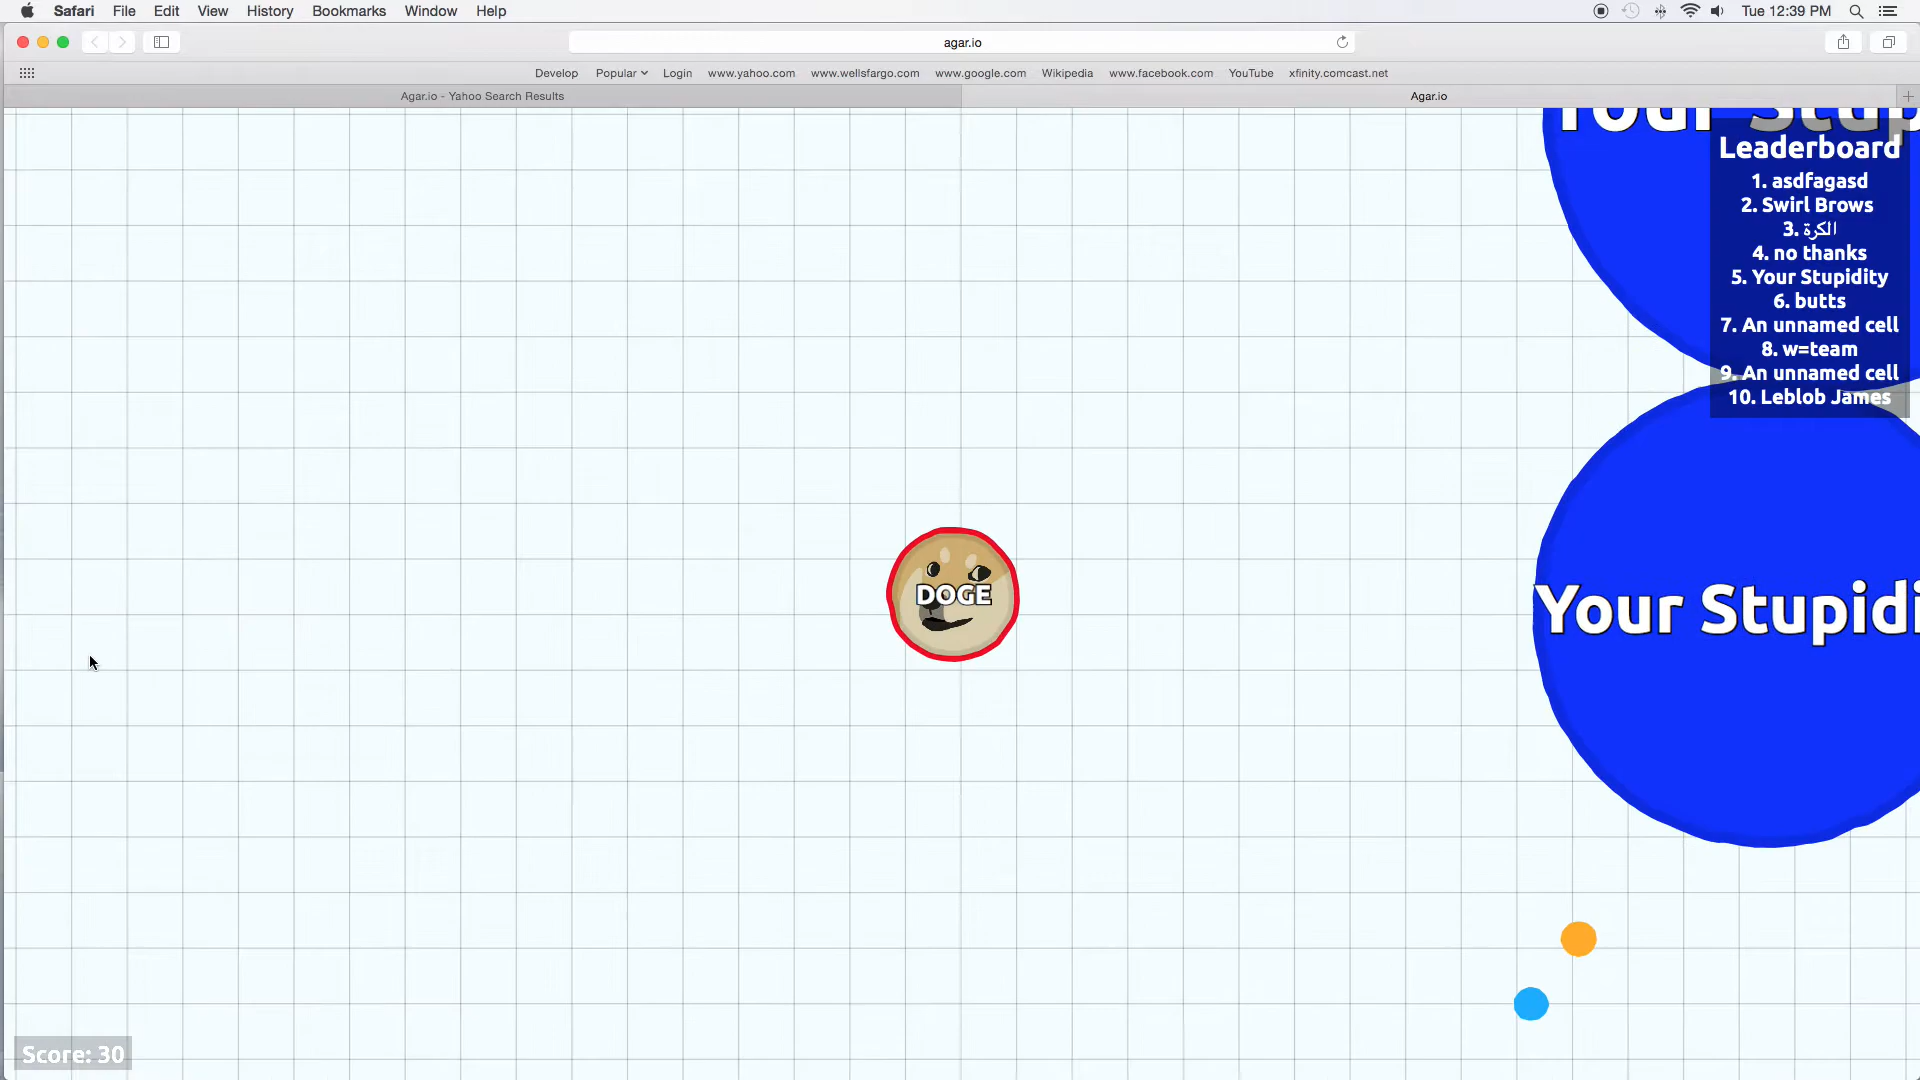 Safari File Edit View History Bookmarks Window Help Tue 12:39 PM
agar.io
Develop Popular Login www.yahoo.com www.wellsfargo.com www.google.com Wikipedia www.facebook.com YouTube xfinity.comcast.net
Agar.io - Yahoo Search Results Agar.io
Your Stup
Leaderboard
1. asdfagasd
2. Swirl Brows
3. الكرة
4. no thanks
5. Your Stupidity
6. butts
7. An unnamed cell
8. w=team
9. An unnamed cell
10. Leblob James
DOGE
Your Stupidi
Score: 30